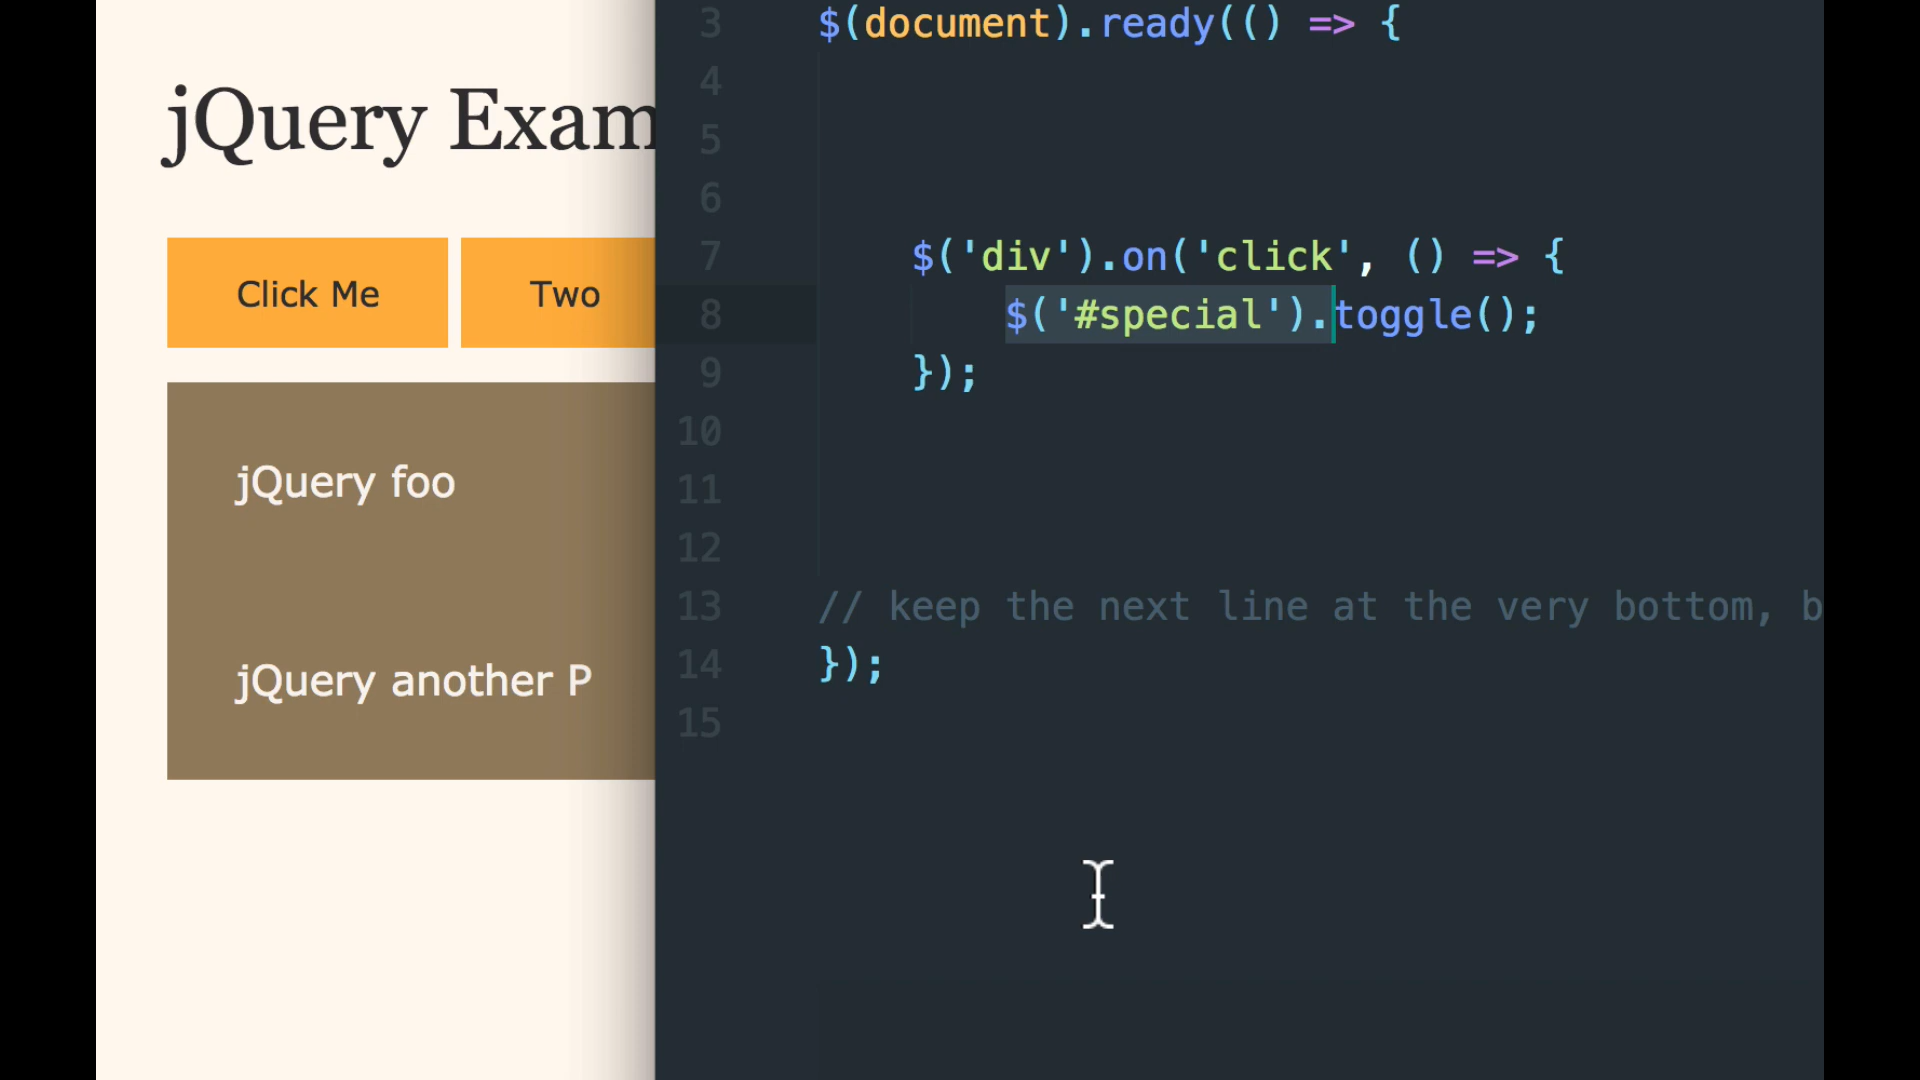 jQuery Exam
Click Me
Two
jQuery foo
jQuery another P
3 $(document).ready(() => {
4
5
6
7 $('div').on('click', () => {
8 $('#special').toggle();
9 });
10
11
12
13 // keep the next line at the very bottom, b
14 });
15